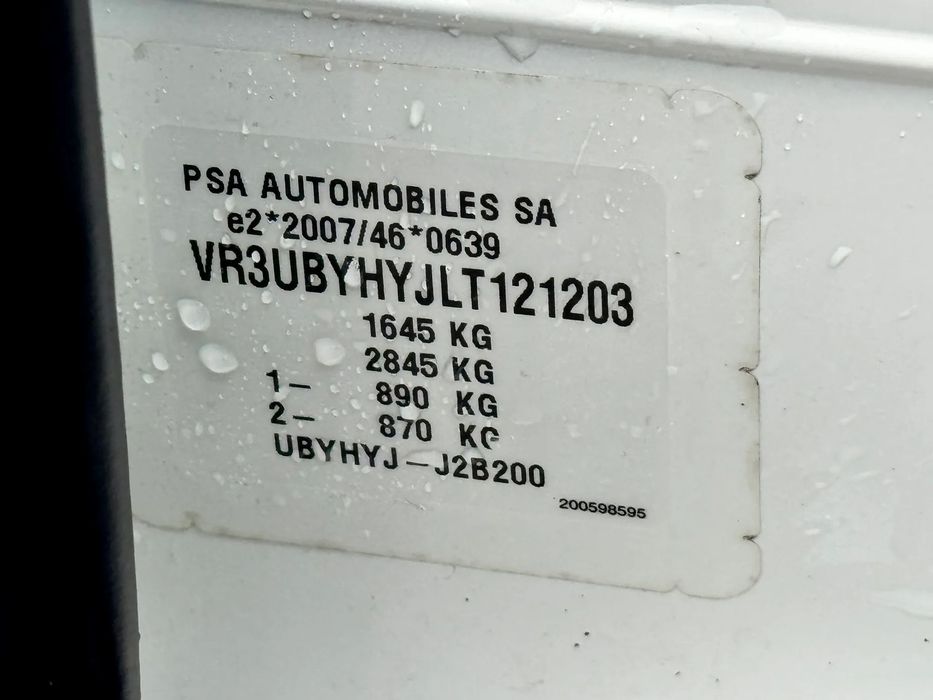 PSA AUTOMOBILES SA
e2*2007/46*0639
VR3UBYHYJLT121203
1645 KG
2845 KG
1– 890 KG
2– 870 KG
UBYHYJ–J2B200
200598595